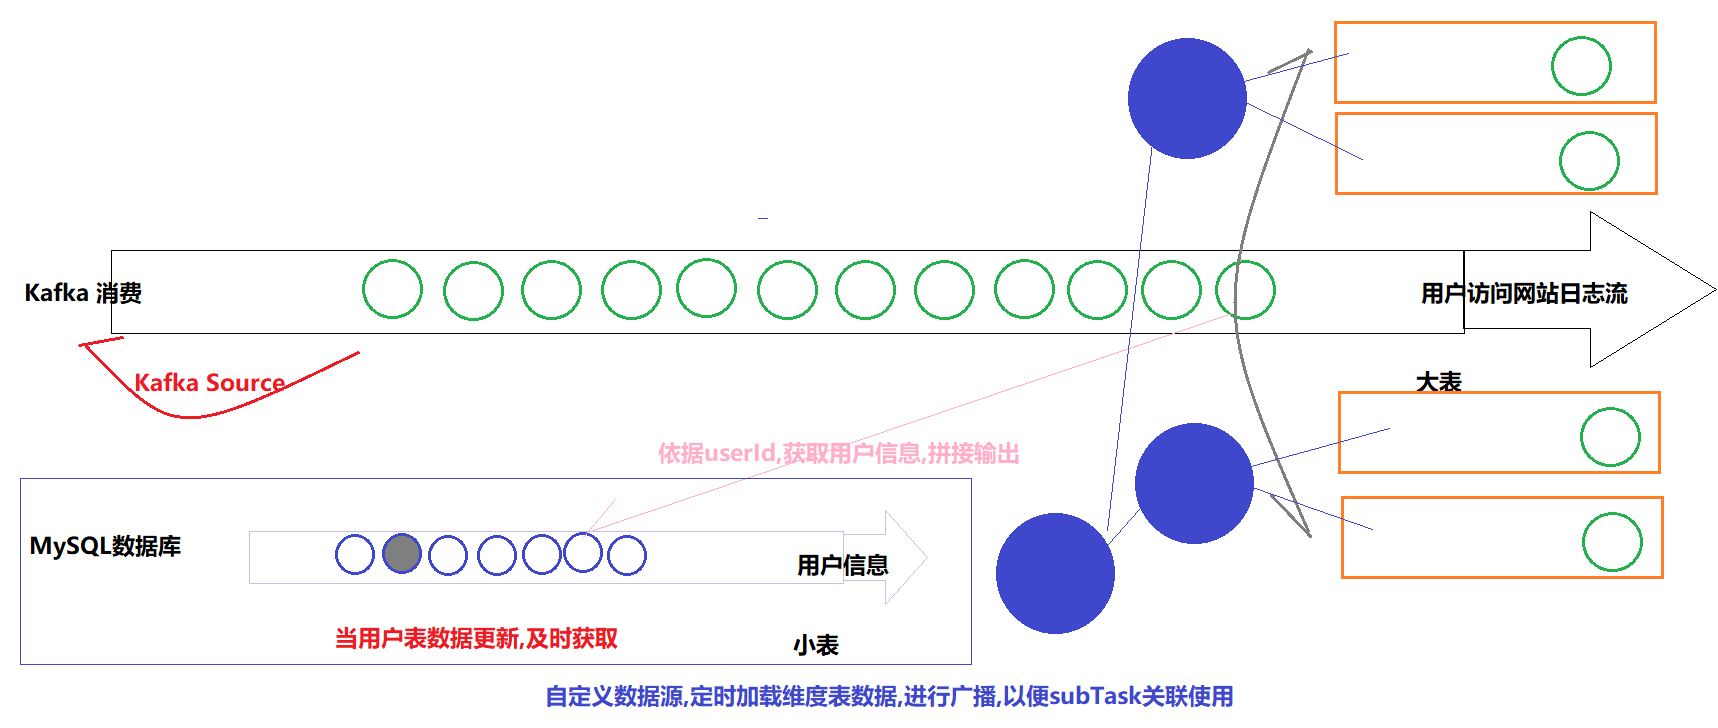 Kafka 消费
用户访问网站日志流
Kafka Source
大表
依据userId,获取用户信息,拼接输出
MySQL数据库
用户信息
当用户表数据更新,及时获取
小表
自定义数据源,定时加载维度表数据,进行广播,以便subTask关联使用